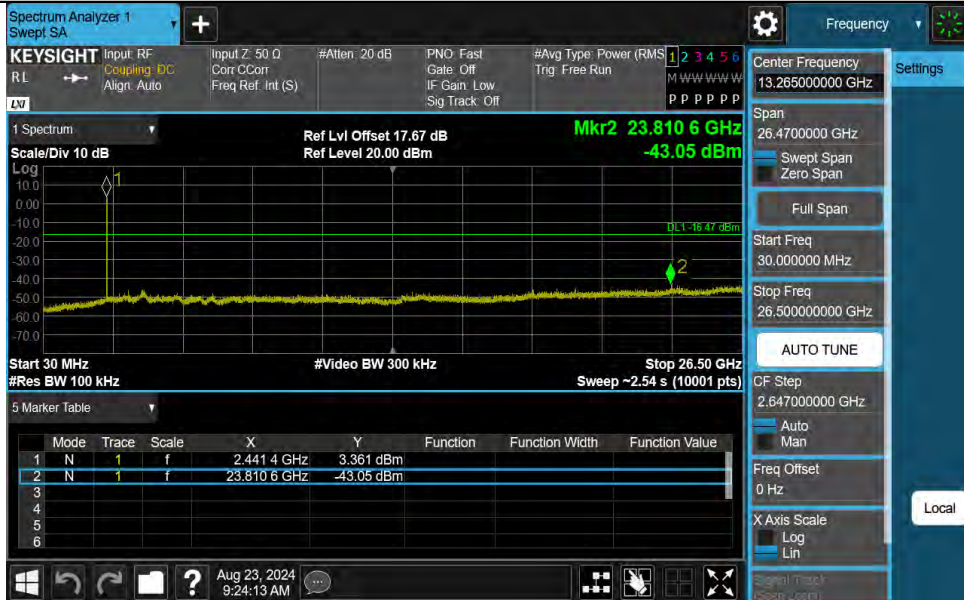 Spectrum Analyzer 1
Swept SA
+
Frequency
KEYSIGHT
RL
LXI
Input: RF
Coupling: DC
Align: Auto
Input Z: 50 Ω
Corr CCorr
Freq Ref: Int (S)
#Atten: 20 dB
PNO: Fast
Gate: Off
IF Gain: Low
Sig Track: Off
#Avg Type: Power (RMS
Trig: Free Run
1 2 3 4 5 6
M W W W W W
P P P P P P
1 Spectrum
Scale/Div 10 dB
Ref Lvl Offset 17.67 dB
Ref Level 20.00 dBm
Mkr2 23.810 6 GHz
-43.05 dBm
Log
10.0
0.00
-10.0
-20.0
-30.0
-40.0
-50.0
-60.0
-70.0
1
DL1 -16.47 dBm
2
Start 30 MHz
#Video BW 300 kHz
Stop 26.50 GHz
#Res BW 100 kHz
Sweep ~2.54 s (10001 pts)
5 Marker Table
Mode Trace Scale X Y Function Function Width Function Value
1 N 1 f 2.441 4 GHz 3.361 dBm
2 N 1 f 23.810 6 GHz -43.05 dBm
3
4
5
6
Center Frequency
13.265000000 GHz
Settings
Span
26.4700000 GHz
Swept Span
Zero Span
Full Span
Start Freq
30.000000 MHz
Stop Freq
26.500000000 GHz
AUTO TUNE
CF Step
2.647000000 GHz
Auto
Man
Freq Offset
0 Hz
Local
X Axis Scale
Log
Lin
Signal Track
(Span Zoom)
?
Aug 23, 2024
9:24:13 AM